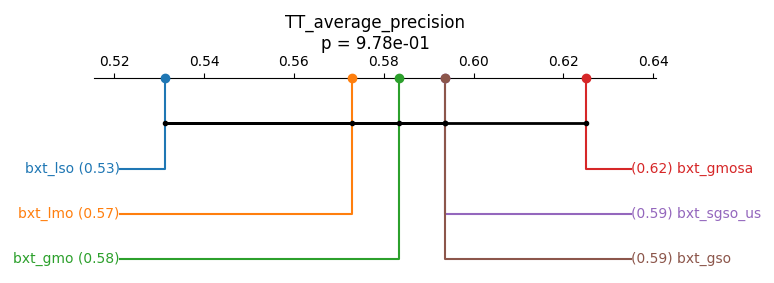 TT_average_precision
p = 9.78e-01
0.52 0.54 0.56 0.58 0.60 0.62 0.64
bxt_lso (0.53) (0.62) bxt_gmosa
bxt_lmo (0.57) (0.59) bxt_sgso_us
bxt_gmo (0.58) (0.59) bxt_gso